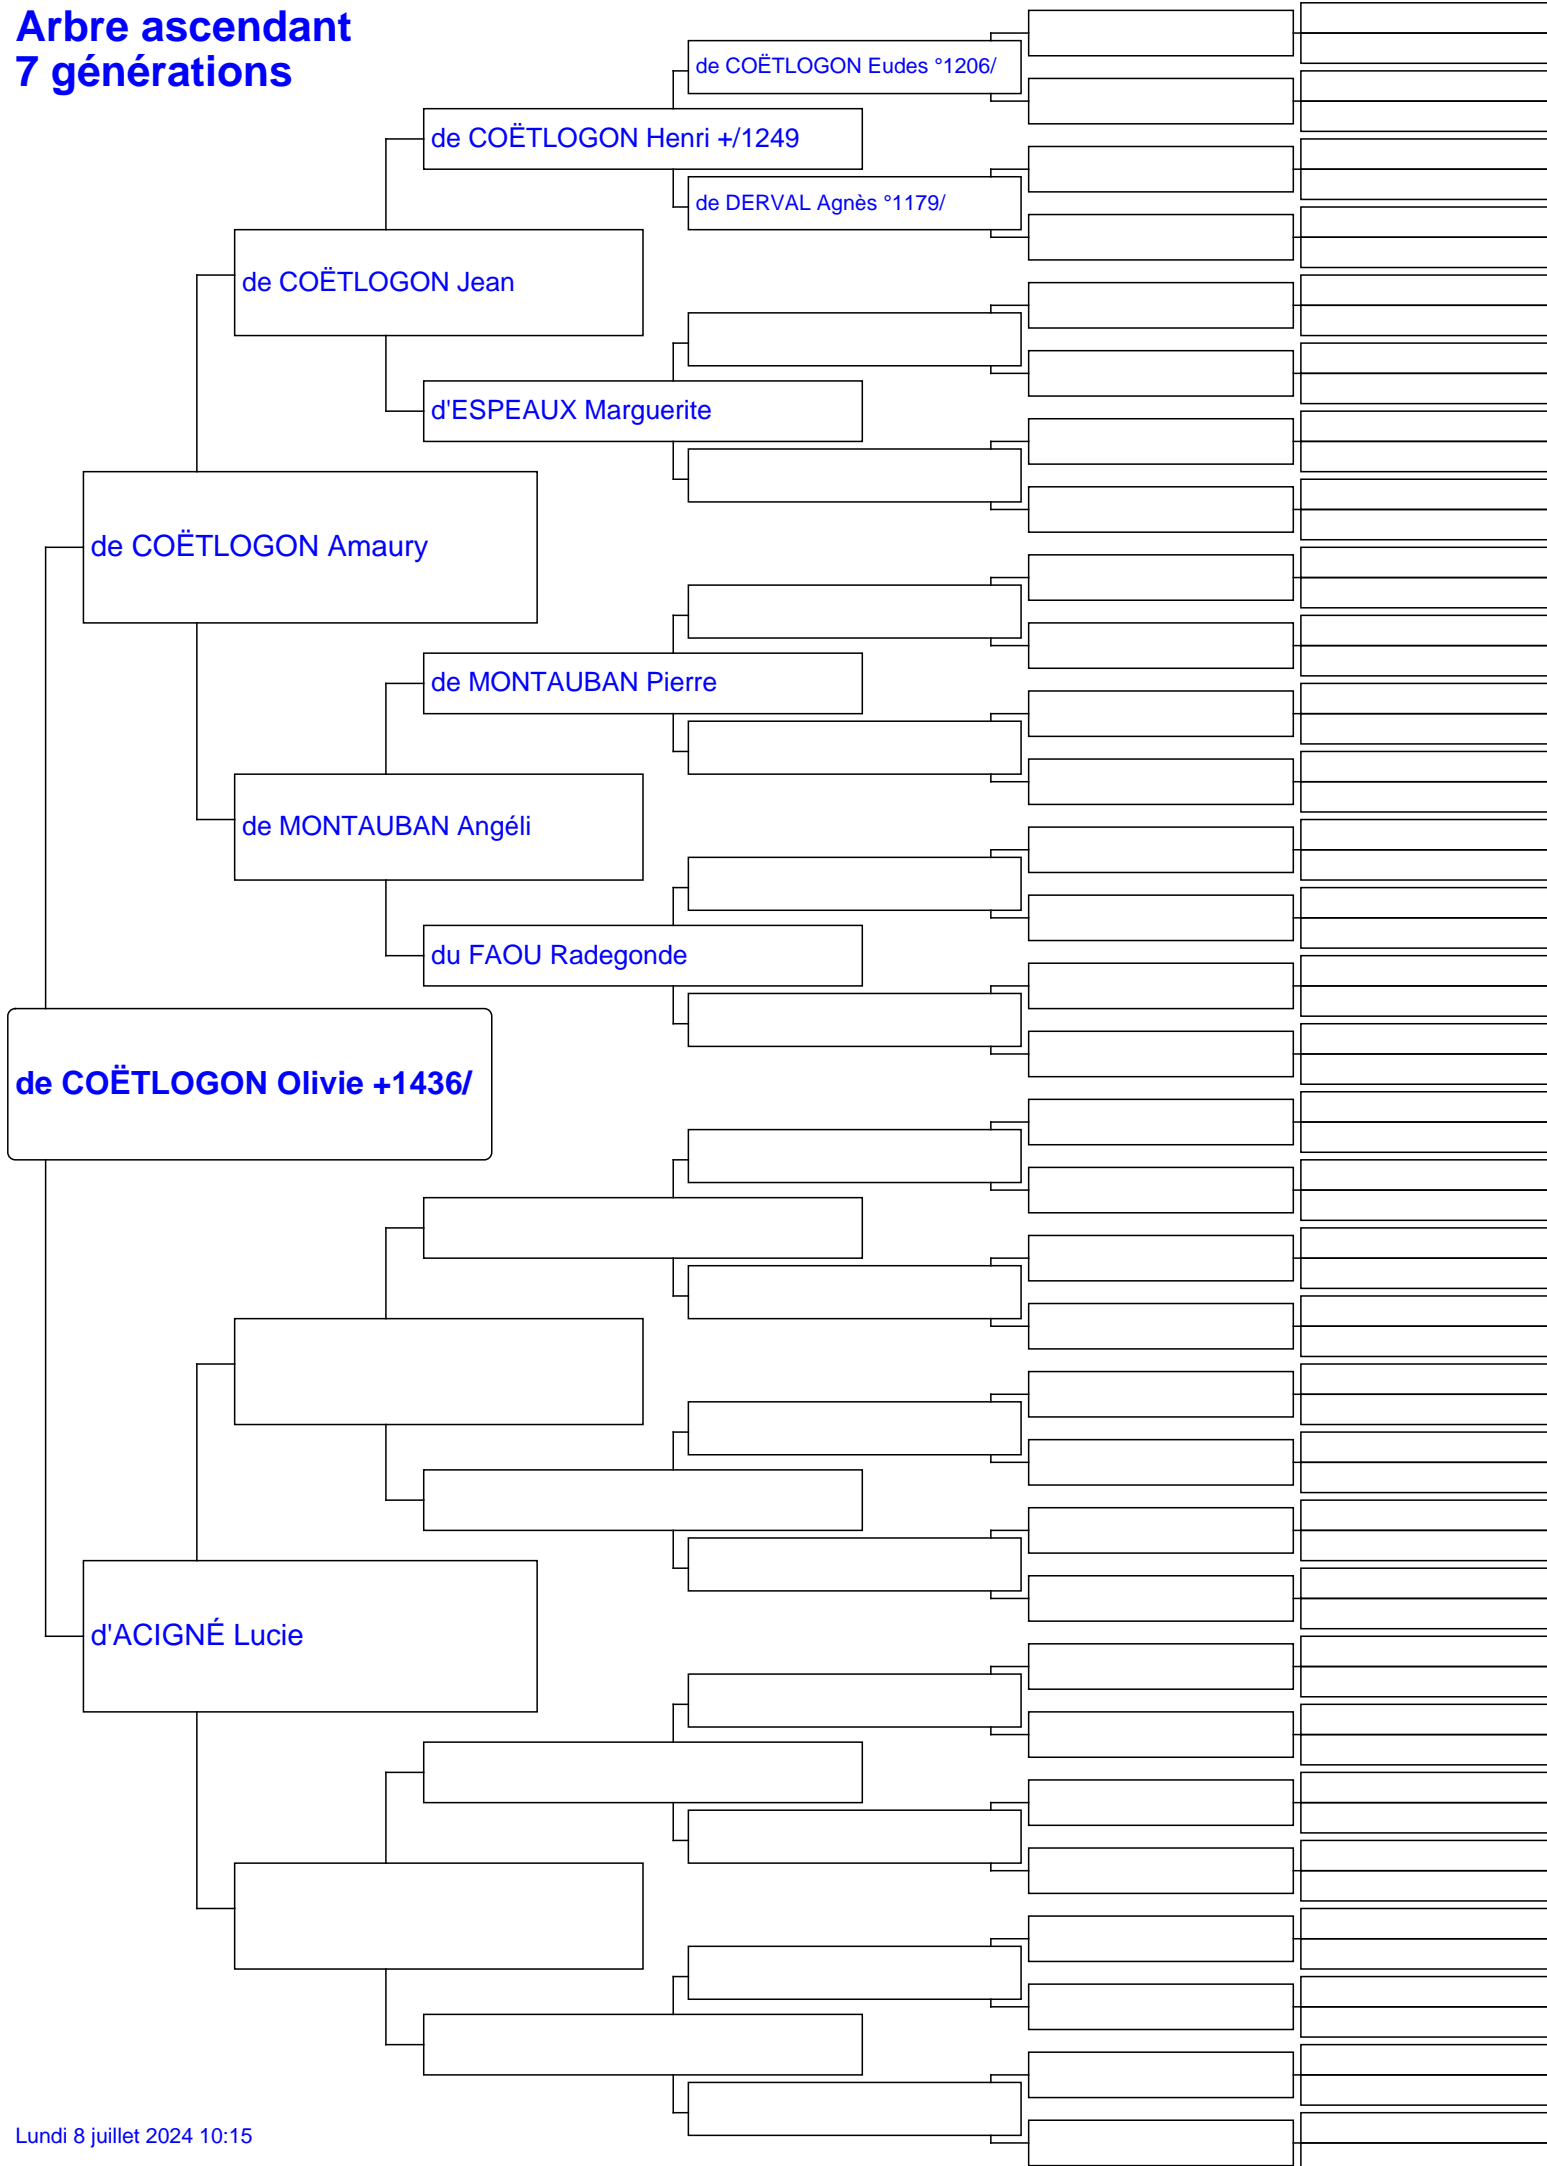 Arbre ascendant
7 générations
de COËTLOGON Eudes °1206/
de COËTLOGON Henri +/1249
de DERVAL Agnès °1179/
de COËTLOGON Jean
d'ESPEAUX Marguerite
de COËTLOGON Amaury
de MONTAUBAN Pierre
de MONTAUBAN Angéli
du FAOU Radegonde
de COËTLOGON Olivie +1436/
d'ACIGNÉ Lucie
Lundi 8 juillet 2024 10:15